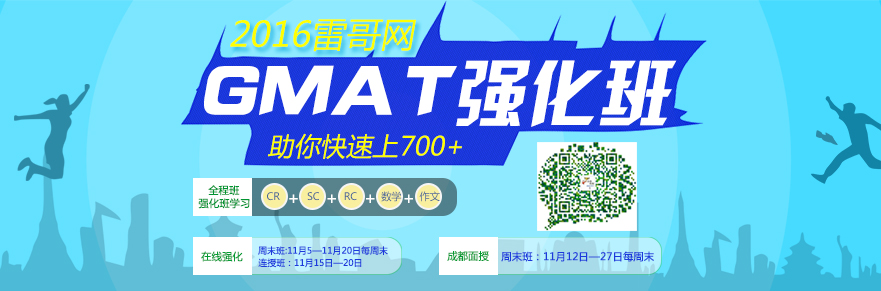 2016雷哥网
GMAT强化班
助你快速上700+
全程班
强化班学习
CR+SC+RC+数学+作文
在线强化
周末班:11月5—11月20日每周末
连授班：11月15日—20日
成都面授
周末班：11月12日—27日每周末